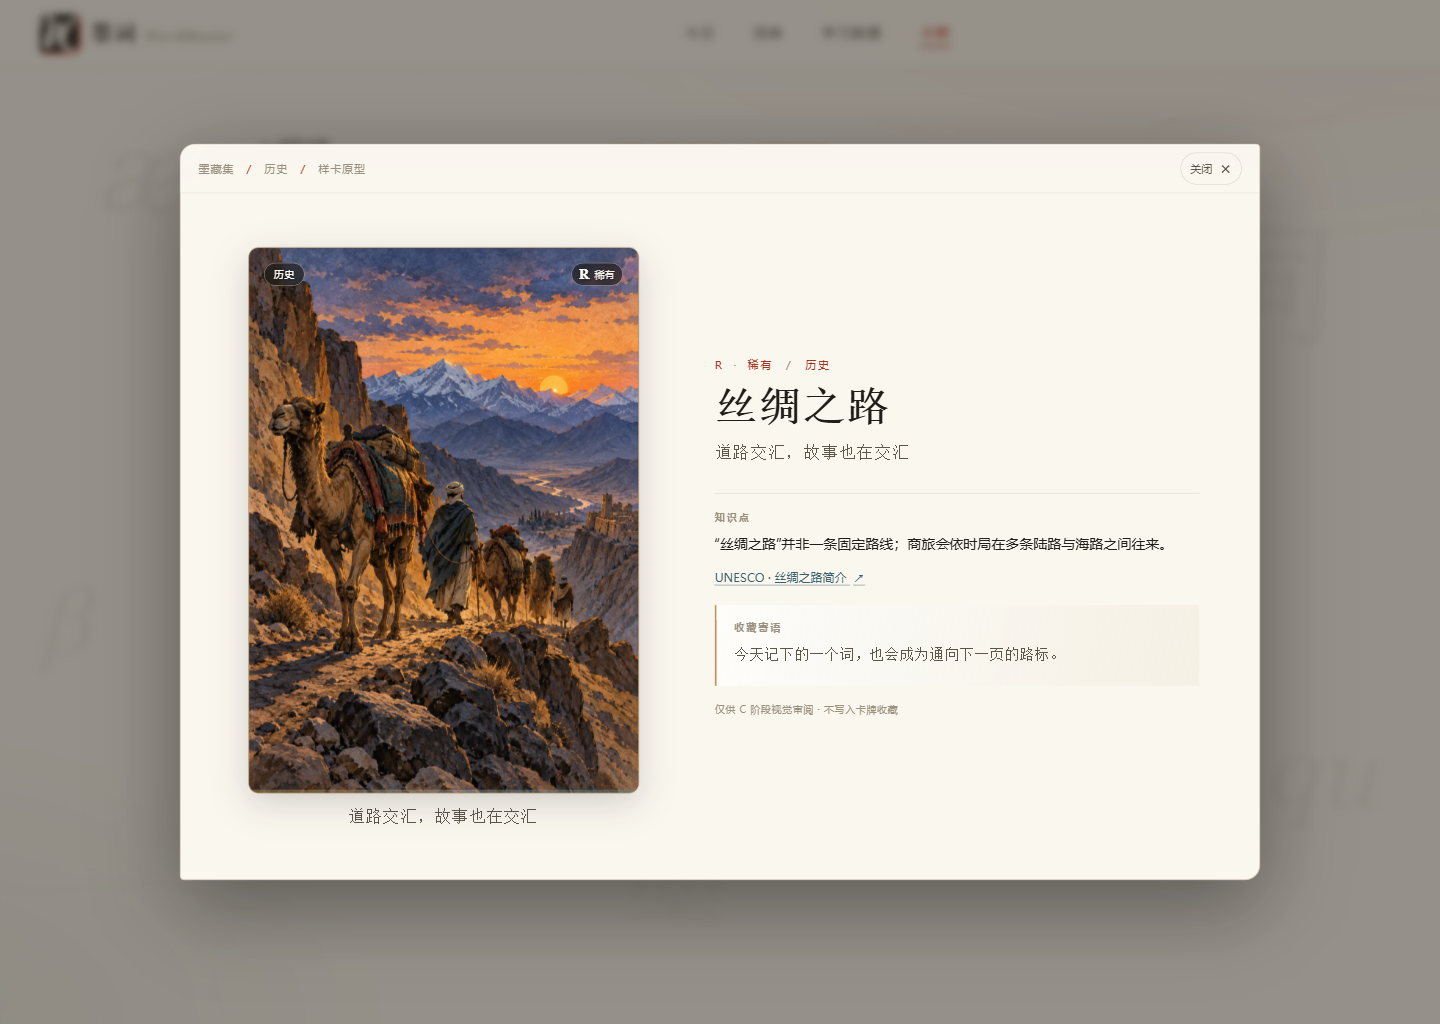 墨藏集 / 历史 / 样卡原型
关闭 ×
历史
R 稀有
道路交汇，故事也在交汇
R · 稀有 / 历史
丝绸之路
道路交汇，故事也在交汇
知识点
“丝绸之路”并非一条固定路线；商旅会依时局在多条陆路与海路之间往来。
UNESCO · 丝绸之路简介 ↗
收藏寄语
今天记下的一个词，也会成为通向下一页的路标。
仅供 C 阶段视觉审阅 · 不写入卡牌收藏
qu